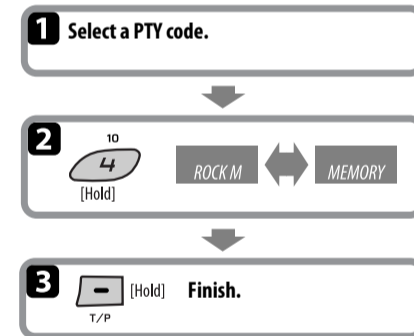 1 Select a PTY code.
2
10
4
[Hold]
ROCK M
MEMORY
3
[Hold] Finish.
T/P